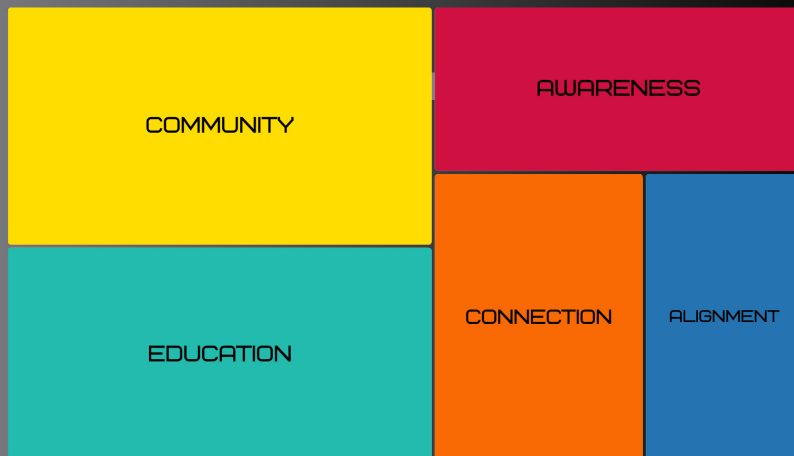 COMMUNITY
AWARENESS
EDUCATION
CONNECTION
ALIGNMENT